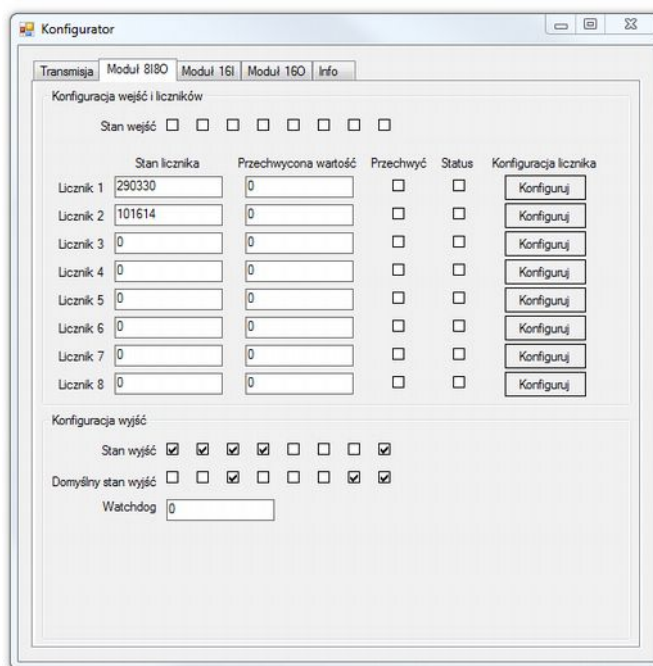 Konfigurator
Transmisja Moduł 8I8O Moduł 16I Moduł 16O Info
Konfiguracja wejść i liczników
Stan wejść
Stan licznika Przechwycona wartość Przechwyć Status Konfiguracja licznika
Licznik 1 290330 0 Konfiguruj
Licznik 2 101614 0 Konfiguruj
Licznik 3 0 0 Konfiguruj
Licznik 4 0 0 Konfiguruj
Licznik 5 0 0 Konfiguruj
Licznik 6 0 0 Konfiguruj
Licznik 7 0 0 Konfiguruj
Licznik 8 0 0 Konfiguruj
Konfiguracja wyjść
Stan wyjść
Domyślny stan wyjść
Watchdog 0